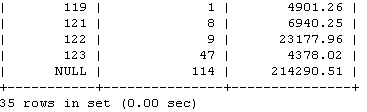 |     119 |           1 |      4901.26 |
|     121 |           8 |      6940.25 |
|     122 |           9 |     23177.96 |
|     123 |          47 |      4378.02 |
|    NULL |         114 |    214290.51 |
+---------+-------------+--------------+
35 rows in set (0.00 sec)